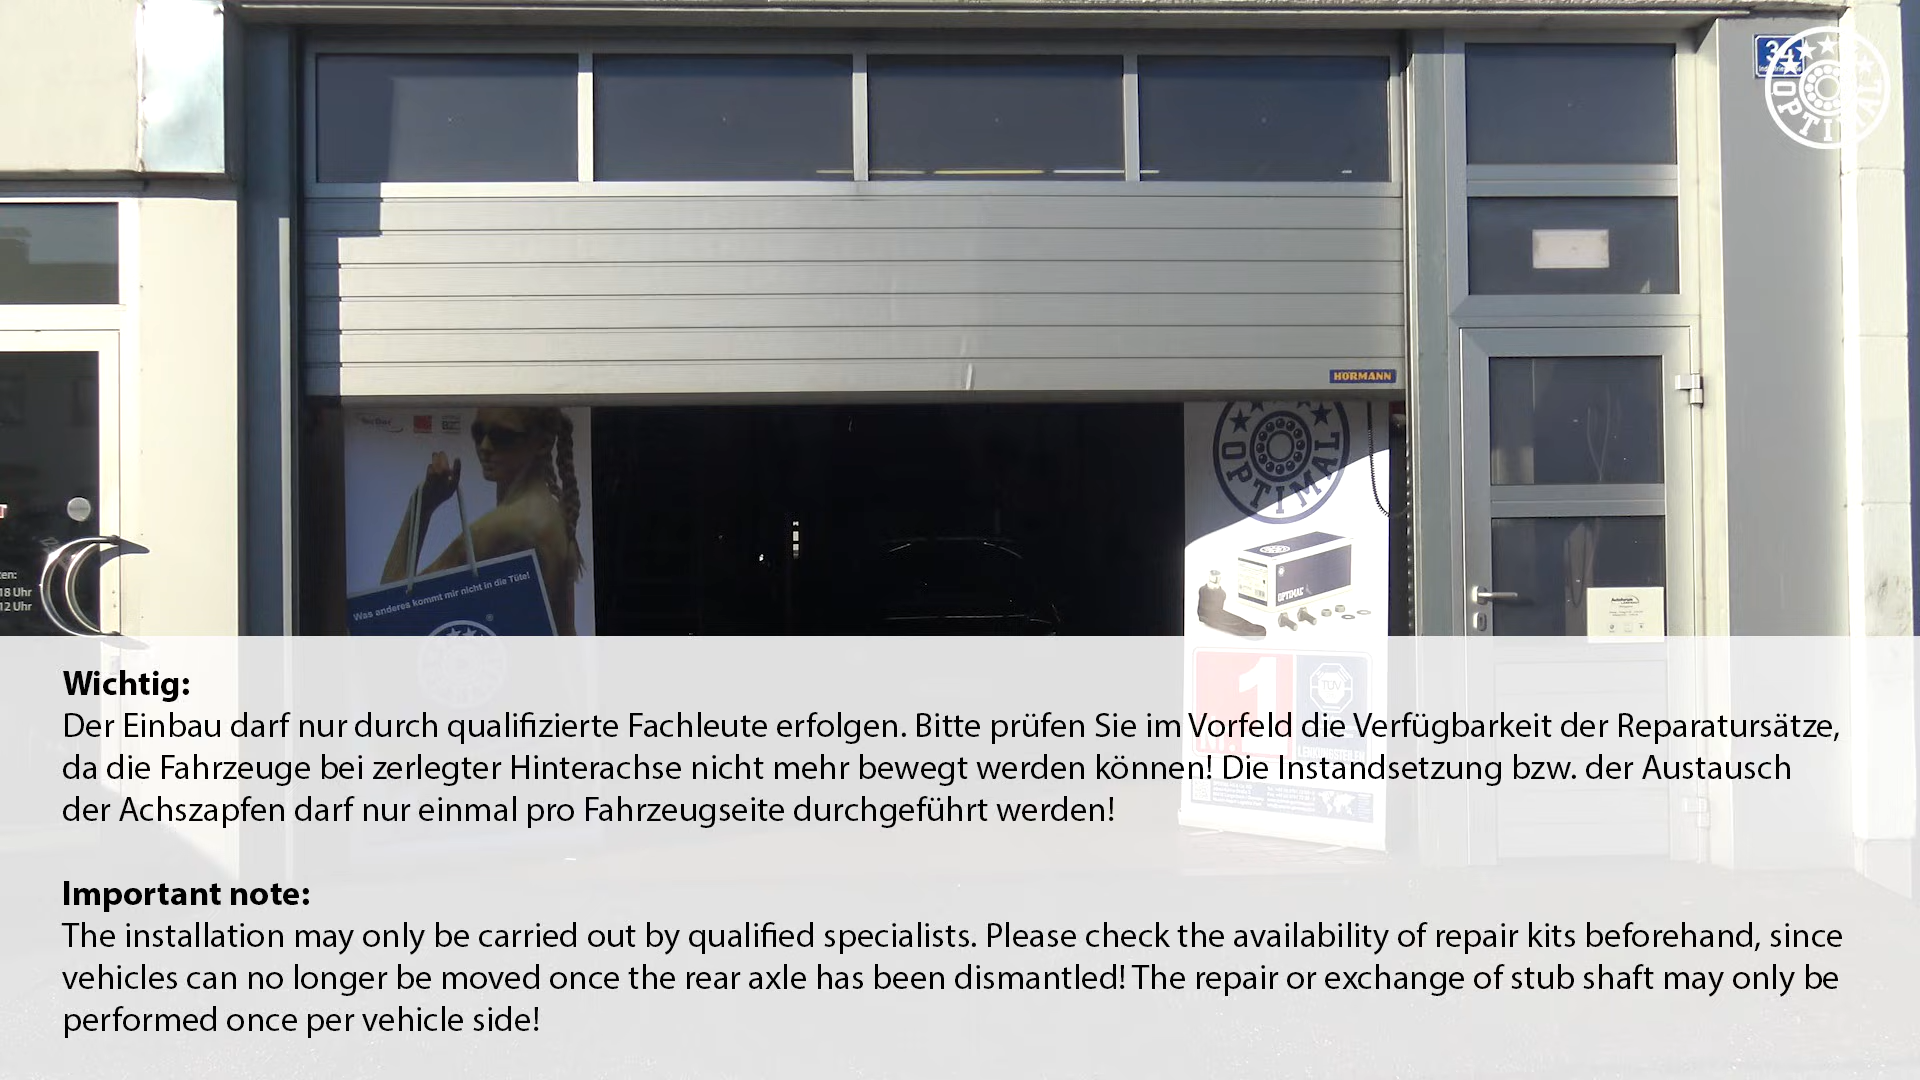 34
OPTIMAL
HÖRMANN
OPTIMAL
Was anderes kommt mir nicht in die Tüte!
®
OPTIMAL
18 Uhr
12 Uhr
1
TÜV
Wichtig:
Der Einbau darf nur durch qualifizierte Fachleute erfolgen. Bitte prüfen Sie im Vorfeld die Verfügbarkeit der Reparatursätze,
da die Fahrzeuge bei zerlegter Hinterachse nicht mehr bewegt werden können! Die Instandsetzung bzw. der Austausch
der Achszapfen darf nur einmal pro Fahrzeugseite durchgeführt werden!
Important note:
The installation may only be carried out by qualified specialists. Please check the availability of repair kits beforehand, since
vehicles can no longer be moved once the rear axle has been dismantled! The repair or exchange of stub shaft may only be
performed once per vehicle side!